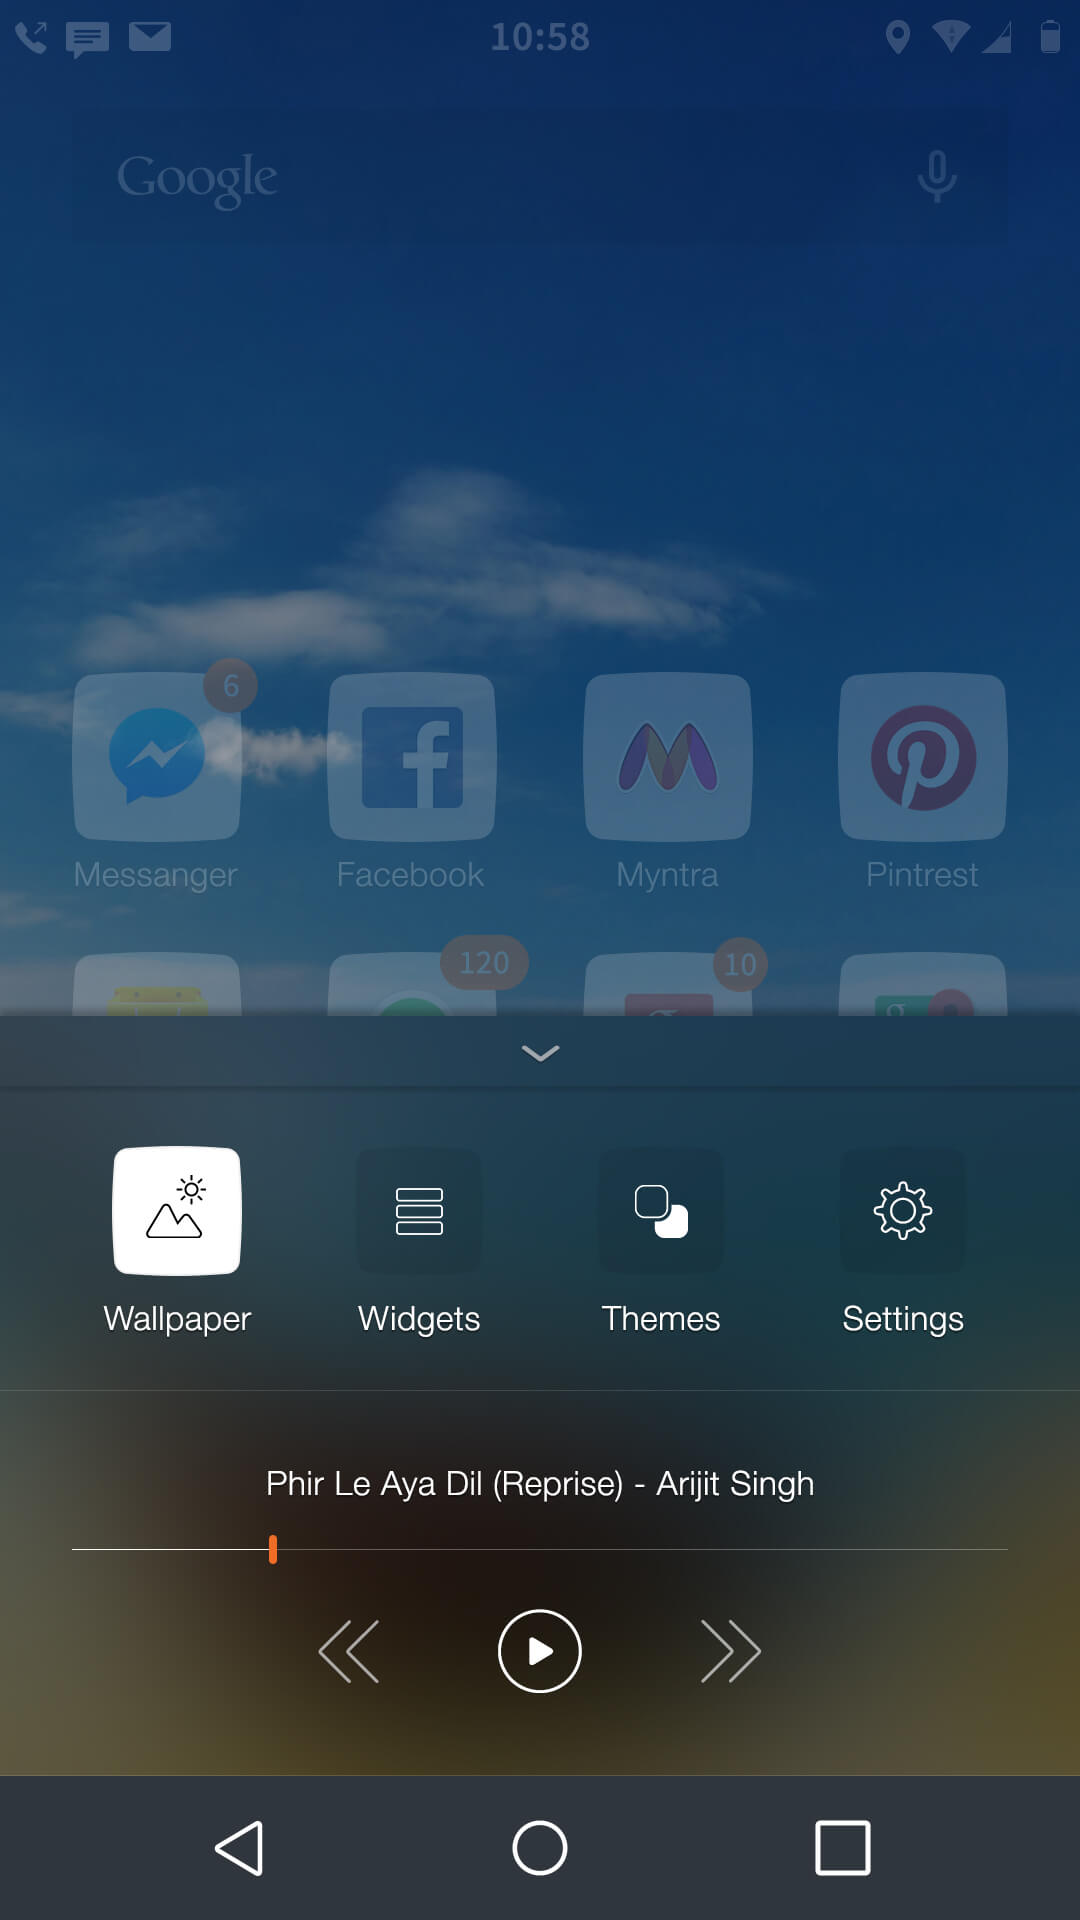 10:58
Google
6
Messanger Facebook Myntra Pintrest
120 10
Wallpaper Widgets Themes Settings
Phir Le Aya Dil (Reprise) - Arijit Singh